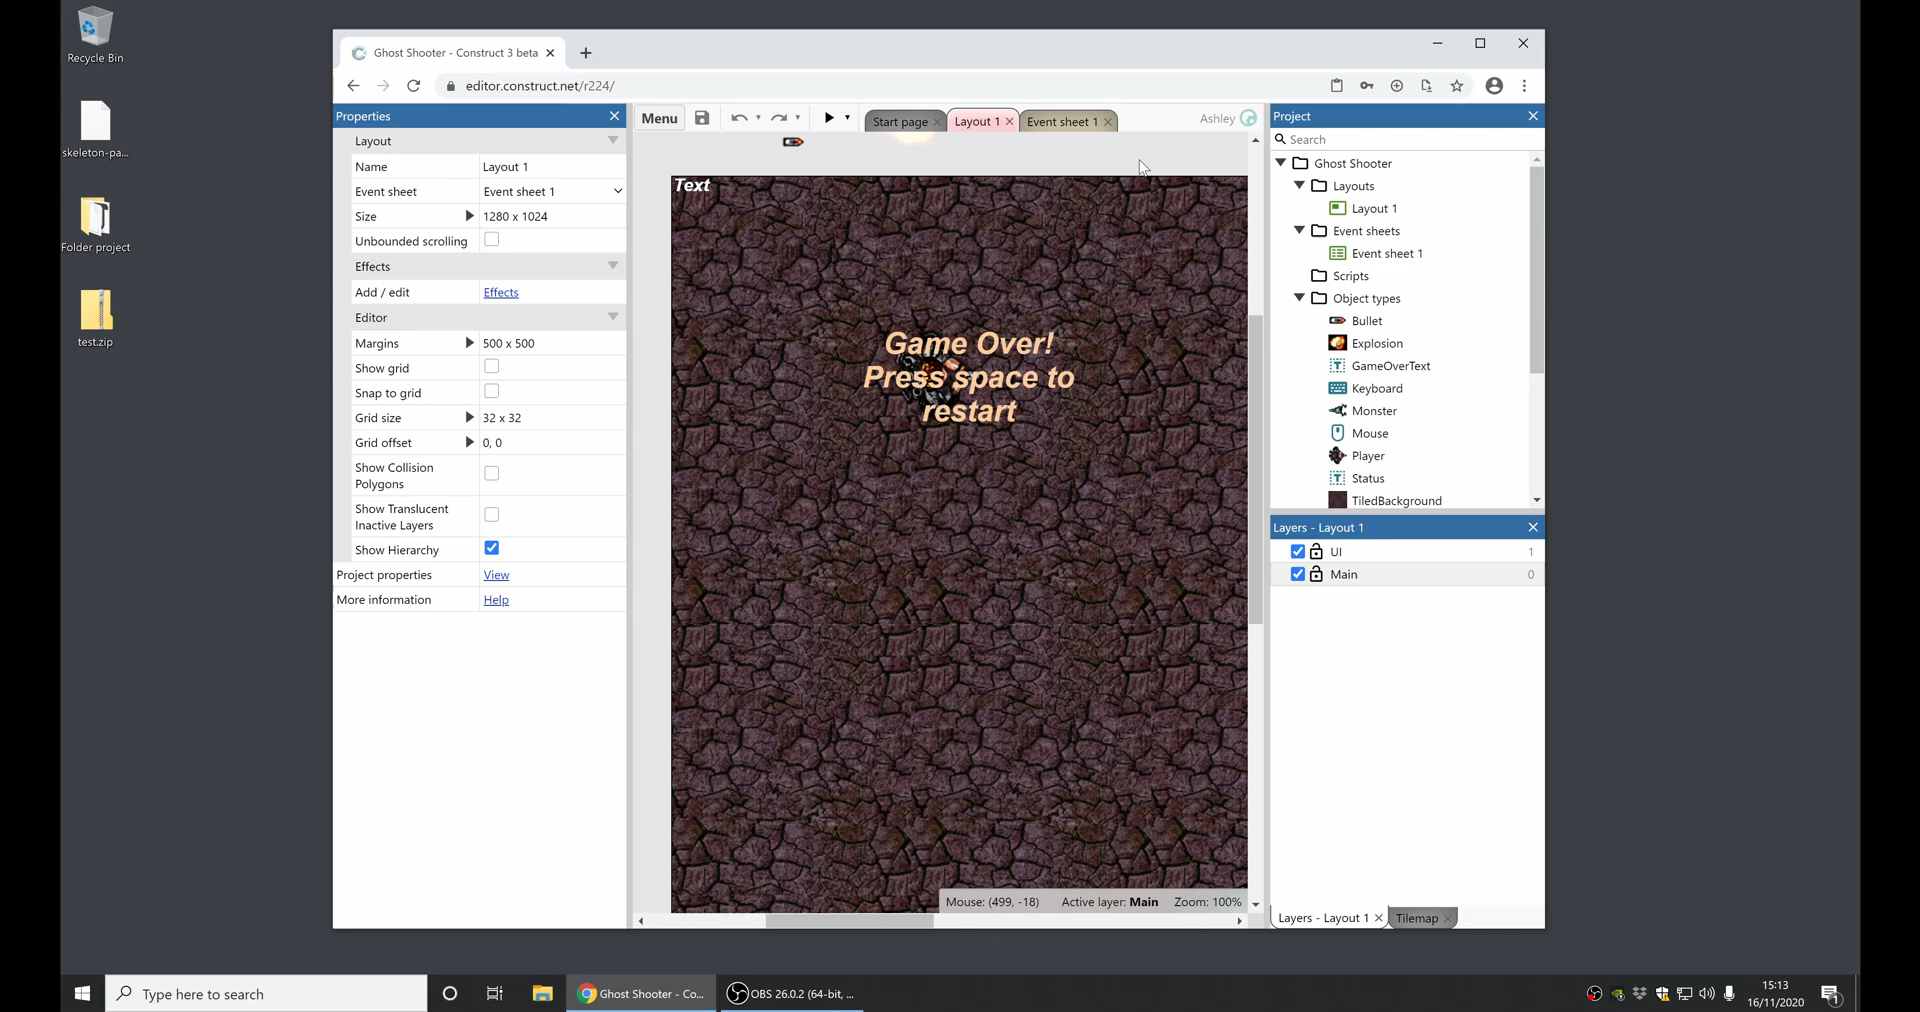 Recycle Bin
skeleton-pa...
Folder project
test.zip
Ghost Shooter - Construct 3 beta
editor.construct.net/r224/
Properties
Layout
Name Layout 1
Event sheet Event sheet 1
Size 1280 x 1024
Unbounded scrolling
Effects
Add / edit Effects
Editor
Margins 500 x 500
Show grid
Snap to grid
Grid size 32 x 32
Grid offset 0, 0
Show Collision
Polygons
Show Translucent
Inactive Layers
Show Hierarchy
Project properties View
More information Help
Menu
Start page
Layout 1
Event sheet 1
Ashley
Text
Game Over!
Press space to
restart
Mouse: (499, -18) Active layer: Main Zoom: 100%
Project
Search
Ghost Shooter
Layouts
Layout 1
Event sheets
Event sheet 1
Scripts
Object types
Bullet
Explosion
GameOverText
Keyboard
Monster
Mouse
Player
Status
TiledBackground
Layers - Layout 1
UI 1
Main 0
Layers - Layout 1
Tilemap
Type here to search
Ghost Shooter - Co...
OBS 26.0.2 (64-bit, ...
15:13
16/11/2020
1